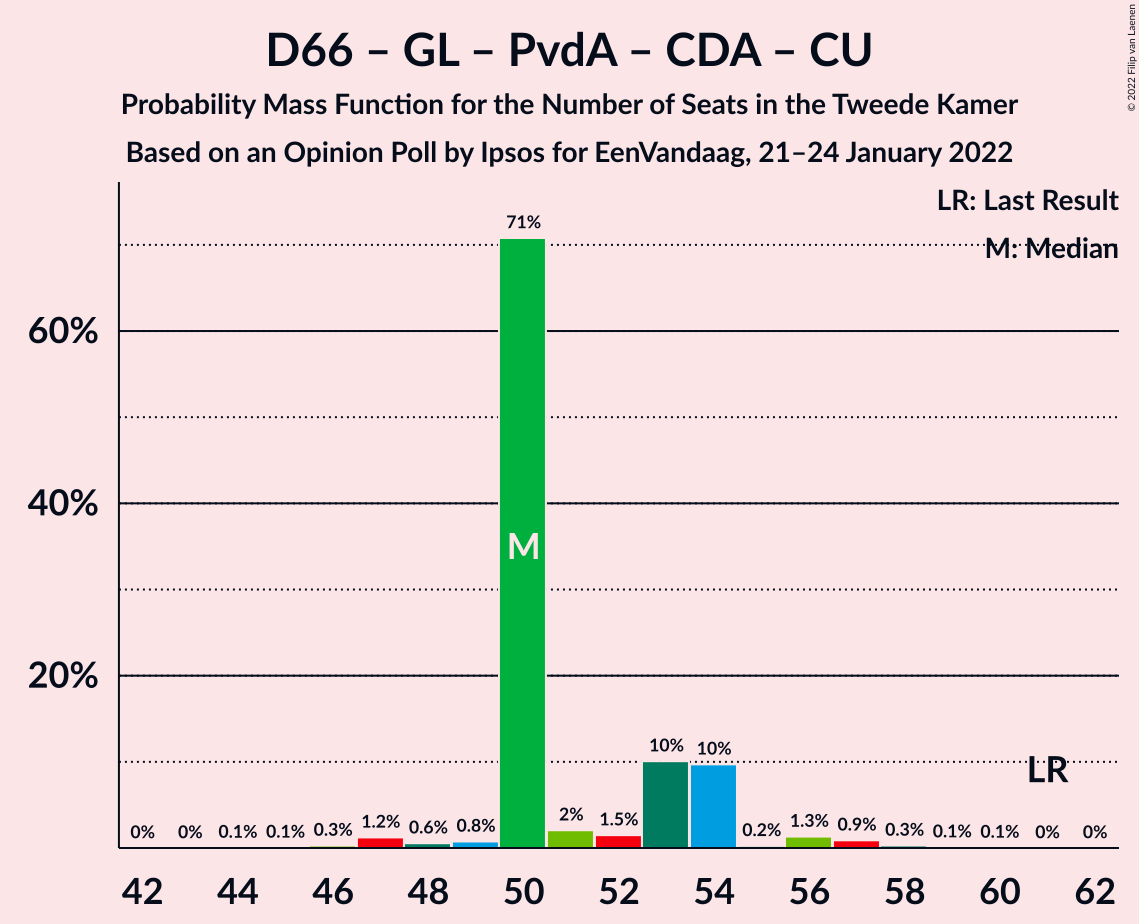 D66 – GL – PvdA – CDA – CU
Probability Mass Function for the Number of Seats in the Tweede Kamer
Based on an Opinion Poll by Ipsos for EenVandaag, 21–24 January 2022
© 2022 Filip van Laenen
LR: Last Result
M: Median
60%
40%
20%
0% 0% 0.1% 0.1% 0.3% 1.2% 0.6% 0.8% 71% 2% 1.5% 10% 10% 0.2% 1.3% 0.9% 0.3% 0.1% 0.1% 0% 0%
M
LR
42 44 46 48 50 52 54 56 58 60 62